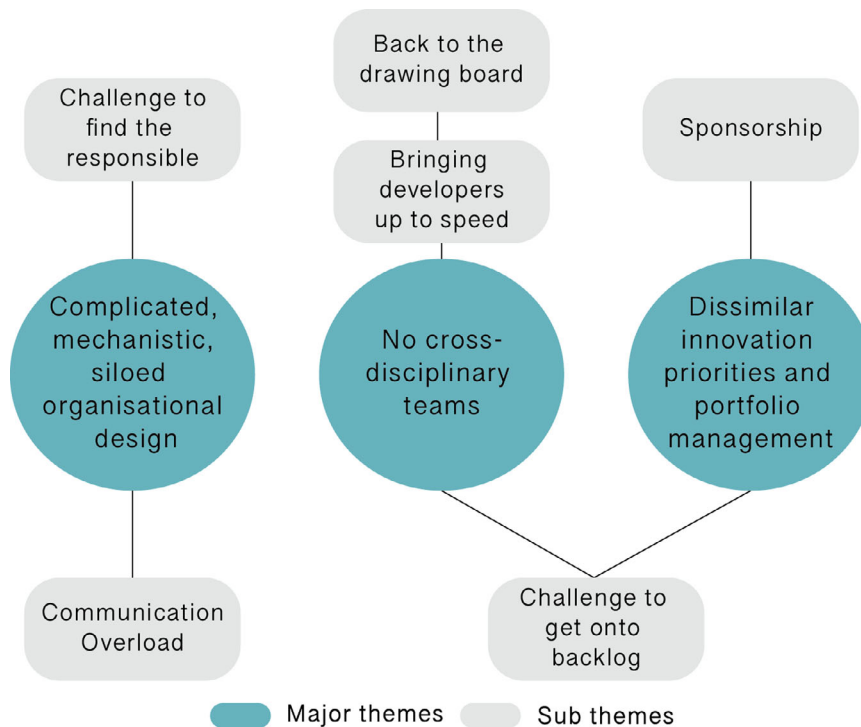 Back to the
drawing board
Challenge to
find the
responsible
Bringing
developers
up to speed
Sponsorship
Complicated,
mechanistic,
siloed
organisational
design
No cross-
disciplinary
teams
Dissimilar
innovation
priorities and
portfolio
management
Communication
Overload
Challenge to
get onto
backlog
Major themes
Sub themes